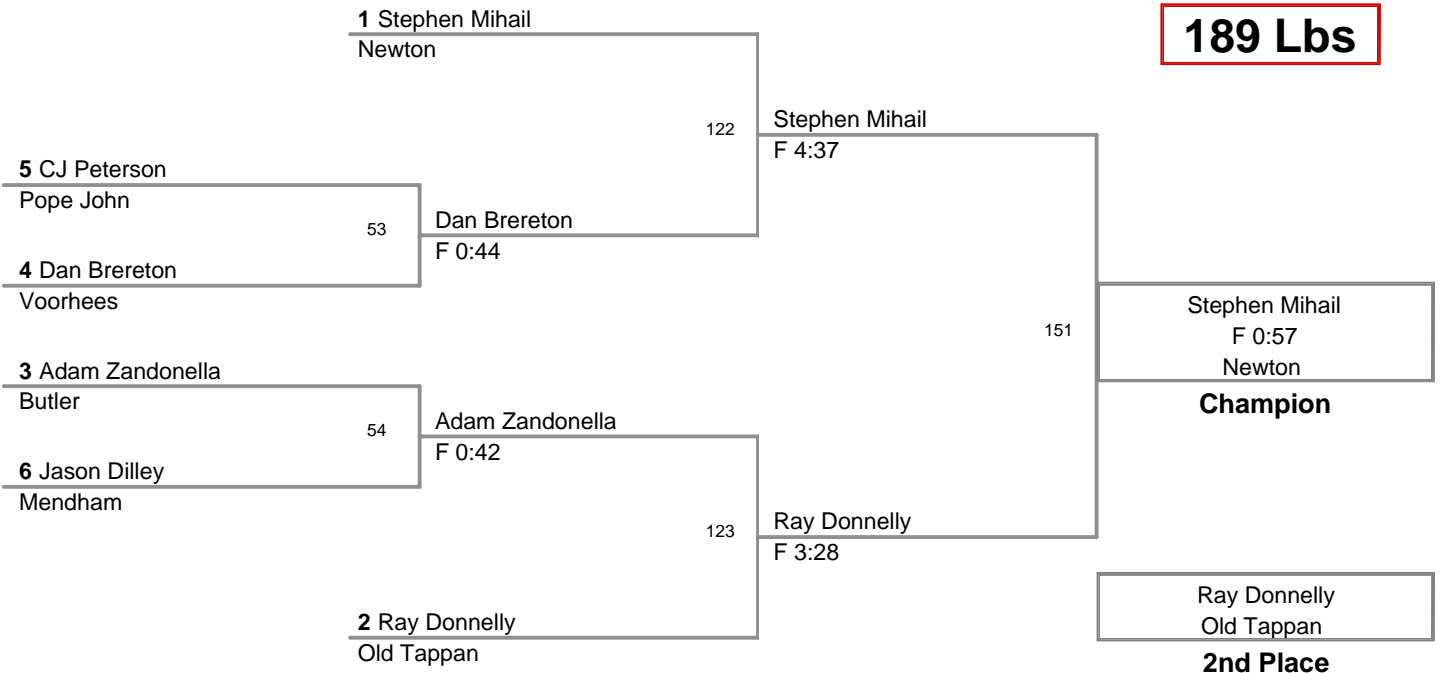 1 Stephen Mihail
Newton
189 Lbs
122
Stephen Mihail
F 4:37
5 CJ Peterson
Pope John
53
Dan Brereton
F 0:44
4 Dan Brereton
Voorhees
151
Stephen Mihail
F 0:57
Newton
Champion
3 Adam Zandonella
Butler
54
Adam Zandonella
F 0:42
6 Jason Dilley
Mendham
123
Ray Donnelly
F 3:28
2 Ray Donnelly
Old Tappan
Ray Donnelly
Old Tappan
2nd Place